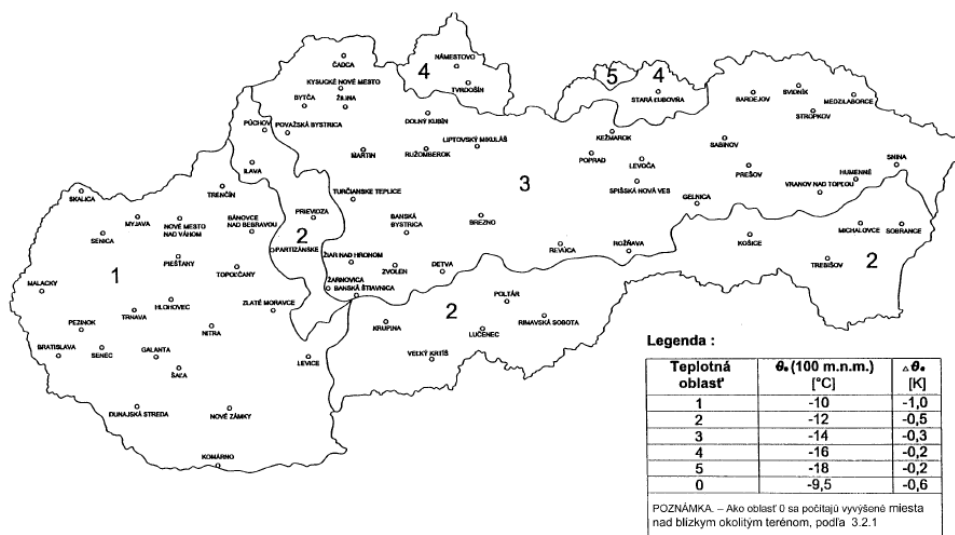 ČADCA
NÁMESTOVO
4
TVRDOŠÍN
KYSUCKÉ NOVÉ MESTO
BYTČA
ŽILINA
5
4
STARÁ ĽUBOVŇA
BARDEJOV
SVIDNÍK
MEDZILABORCE
STROPKOV
PÚCHOV
POVAŽSKÁ BYSTRICA
DOLNÝ KUBÍN
LIPTOVSKÝ MIKULÁŠ
MARTIN
RUŽOMBEROK
KEŽMAROK
POPRAD
LEVOČA
SABINOV
PREŠOV
SNINA
HUMENNÉ
VRANOV NAD TOPĽOU
ILAVA
TRENČÍN
TURČIANSKE TEPLICE
3
SPIŠSKÁ NOVÁ VES
GELNICA
SKALICA
MYJAVA
NOVÉ MESTO
NAD VÁHOM
BÁNOVCE
NAD BEBRAVOU
PRIEVIDZA
BANSKÁ
BYSTRICA
BREZNO
SENICA
2
PARTIZÁNSKE
REVÚCA
ROŽŇAVA
KOŠICE
MICHALOVCE
SOBRANCE
TREBIŠOV
2
1
PIEŠŤANY
TOPOĽČANY
ŽIAR NAD HRONOM
ZVOLEN
DETVA
ŽARNOVICA
BANSKÁ ŠTIAVNICA
MALACKY
HLOHOVEC
ZLATÉ MORAVCE
TRNAVA
PEZINOK
NITRA
KRUPINA
2
POLTÁR
RIMAVSKÁ SOBOTA
LUČENEC
BRATISLAVA
SENEC
GALANTA
ŠAĽA
LEVICE
VEĽKÝ KRTÍŠ
DUNAJSKÁ STREDA
NOVÉ ZÁMKY
KOMÁRNO
Legenda :
Teplotná oblasť θₑ (100 m.n.m.) [°C] △ θₑ [K]
1 -10 -1,0
2 -12 -0,5
3 -14 -0,3
4 -16 -0,2
5 -18 -0,2
0 -9,5 -0,6
POZNÁMKA. – Ako oblasť 0 sa počítajú vyvýšené miesta
nad blízkym okolitým terénom, podľa 3.2.1